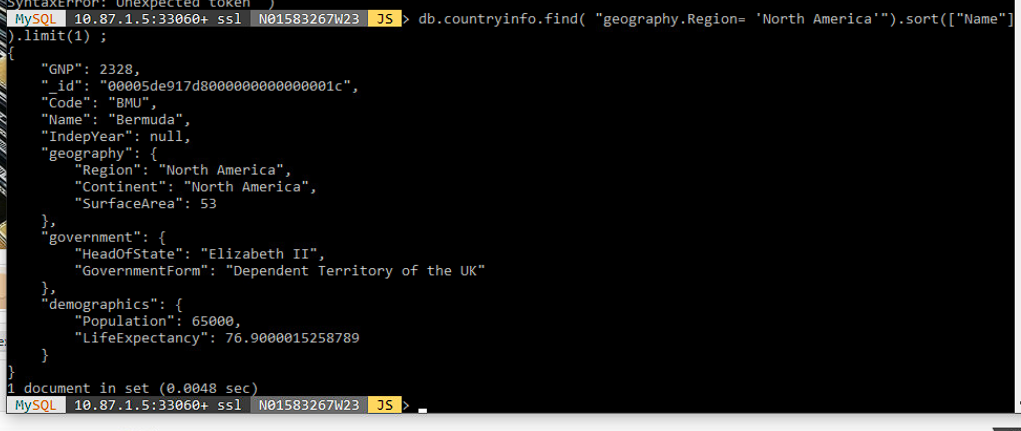 SyntaxError: Unexpected token )
MySQL 10.87.1.5:33060+ ssl N01583267W23 JS > db.countryinfo.find( "geography.Region= 'North America'").sort(["Name"]
).limit(1) ;
{
"GNP": 2328,
"_id": "00005de917d8000000000000001c",
"Code": "BMU",
"Name": "Bermuda",
"IndepYear": null,
"geography": {
"Region": "North America",
"Continent": "North America",
"SurfaceArea": 53
},
"government": {
"HeadOfState": "Elizabeth II",
"GovernmentForm": "Dependent Territory of the UK"
},
"demographics": {
"Population": 65000,
"LifeExpectancy": 76.9000015258789
}
}
1 document in set (0.0048 sec)
MySQL 10.87.1.5:33060+ ssl N01583267W23 JS >